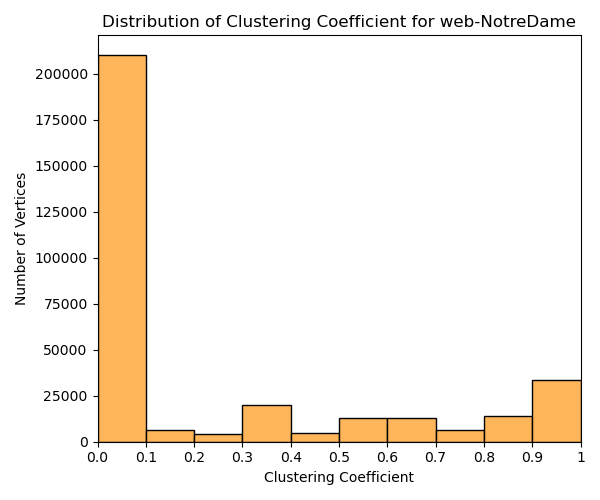 Distribution of Clustering Coefficient for web-NotreDame
200000
175000
150000
125000
100000
75000
50000
25000
0
Number of Vertices
0.0 0.1 0.2 0.3 0.4 0.5 0.6 0.7 0.8 0.9 1
Clustering Coefficient